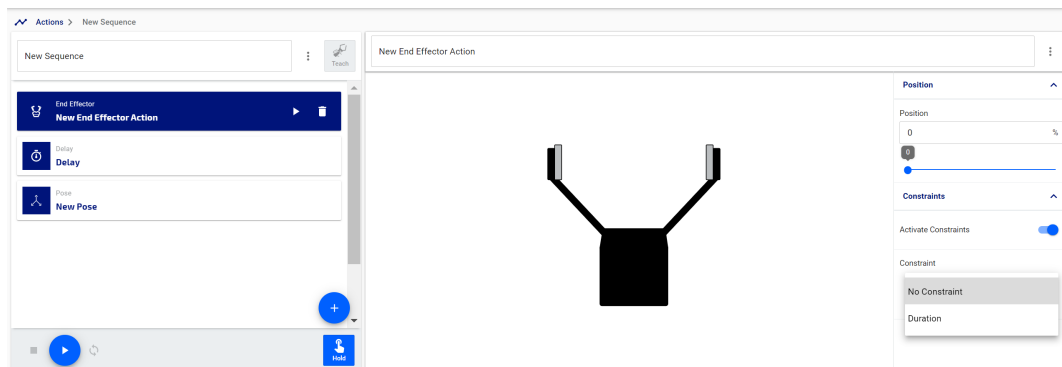 Actions > New Sequence
New Sequence
Teach
New End Effector Action
End Effector
New End Effector Action
Delay
Delay
Pose
New Pose
+
Hold
Position
Position
0 %
0
Constraints
Activate Constraints
Constraint
No Constraint
Duration